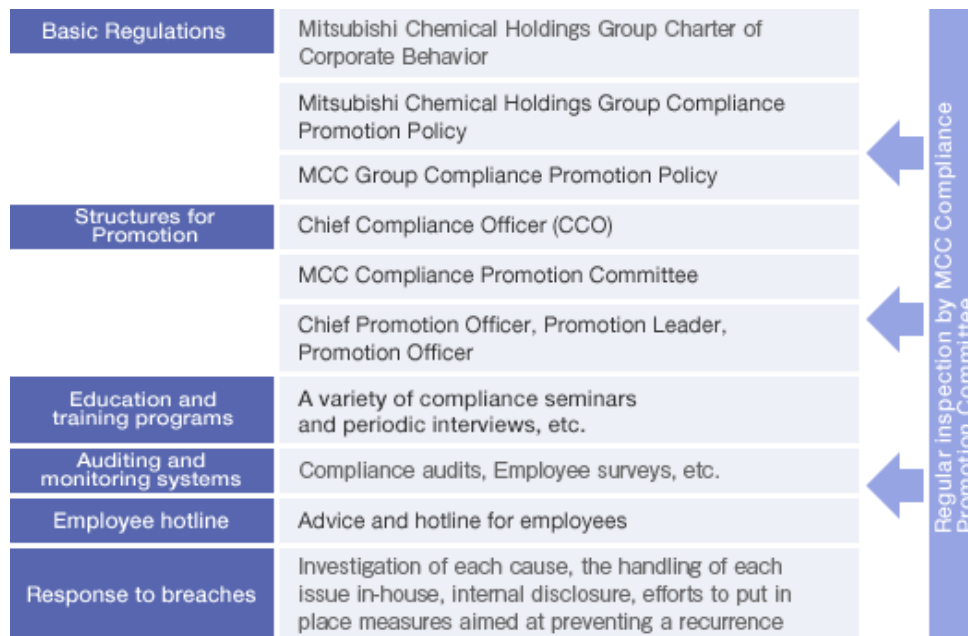 Basic Regulations
Mitsubishi Chemical Holdings Group Charter of
Corporate Behavior
Mitsubishi Chemical Holdings Group Compliance
Promotion Policy
MCC Group Compliance Promotion Policy
Structures for
Promotion
Chief Compliance Officer (CCO)
MCC Compliance Promotion Committee
Chief Promotion Officer, Promotion Leader,
Promotion Officer
Education and
training programs
A variety of compliance seminars
and periodic interviews, etc.
Auditing and
monitoring systems
Compliance audits, Employee surveys, etc.
Employee hotline
Advice and hotline for employees
Response to breaches
Investigation of each cause, the handling of each
issue in-house, internal disclosure, efforts to put in
place measures aimed at preventing a recurrence
Regular inspection by MCC Compliance
Promotion Committee